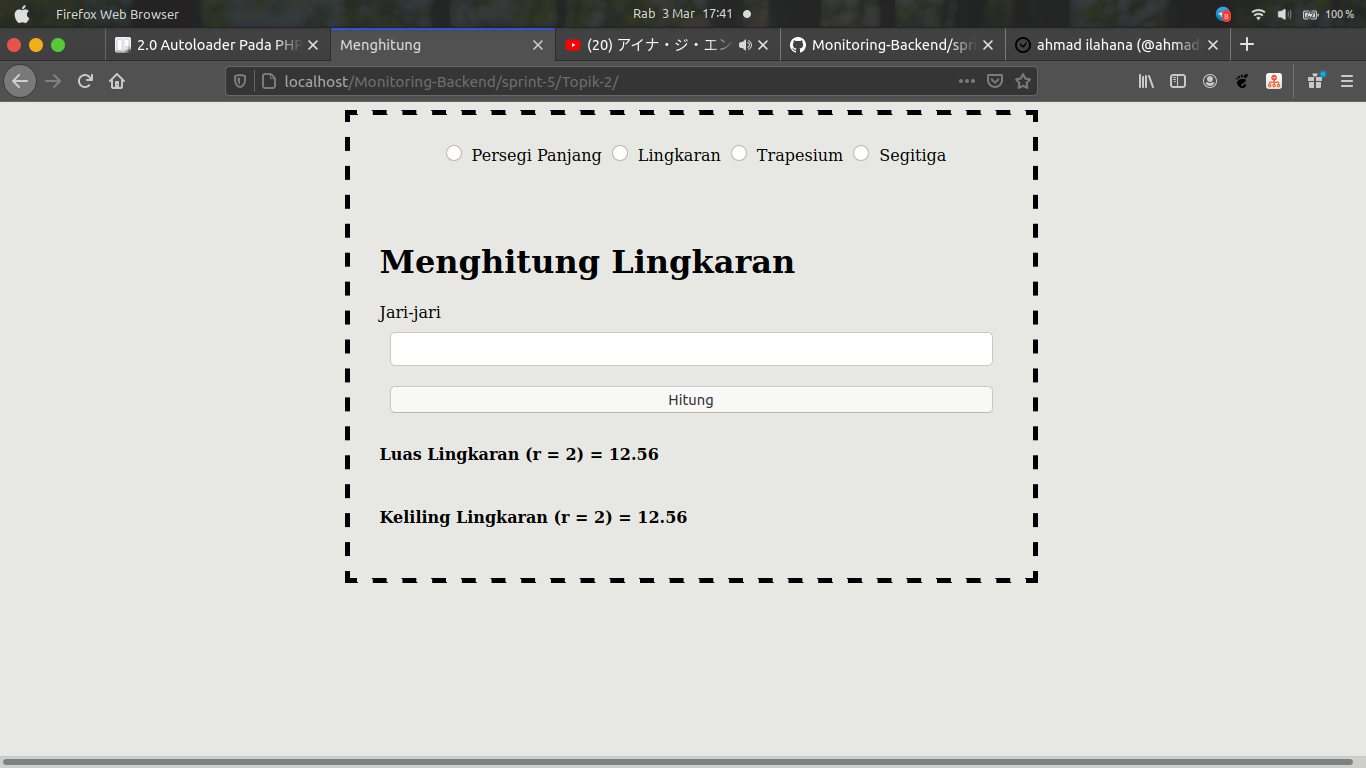 Firefox Web Browser
Rab 3 Mar 17:41
8
100 %
2.0 Autoloader Pada PHP
Menghitung
(20) アイナ・ジ・エン
Monitoring-Backend/spri
ahmad ilahana (@ahmad
localhost/Monitoring-Backend/sprint-5/Topik-2/
Persegi Panjang Lingkaran Trapesium Segitiga
Menghitung Lingkaran
Jari-jari
Hitung
Luas Lingkaran (r = 2) = 12.56
Keliling Lingkaran (r = 2) = 12.56